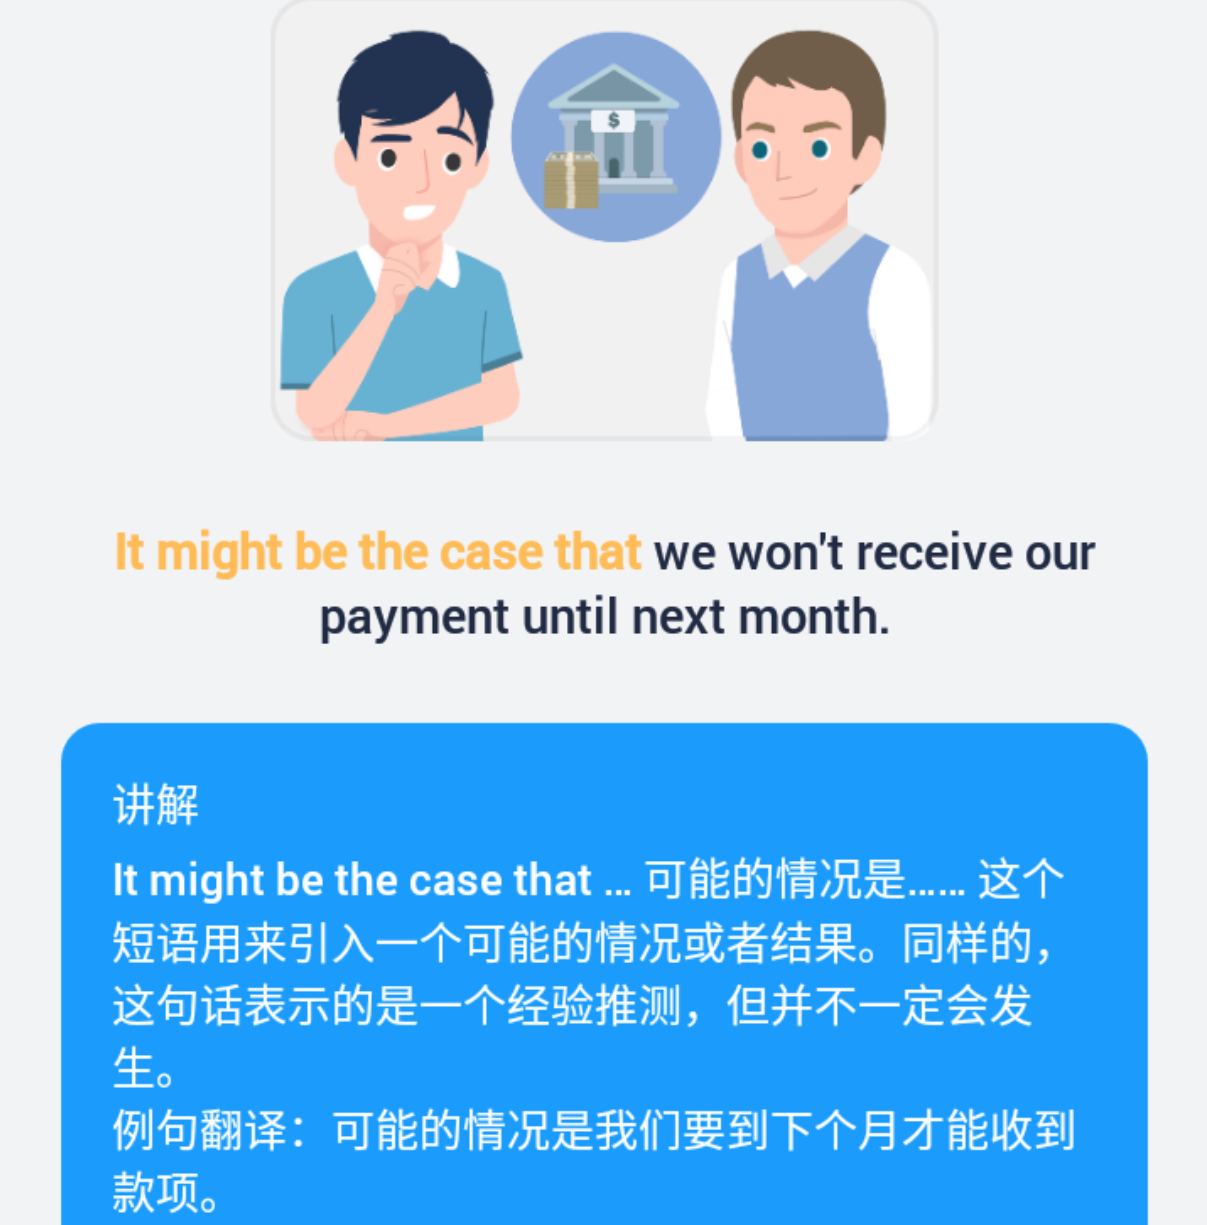 $
It might be the case that we won't receive our
payment until next month.
讲解
It might be the case that ... 可能的情况是...... 这个
短语用来引入一个可能的情况或者结果。同样的，
这句话表示的是一个经验推测，但并不一定会发
生。
例句翻译：可能的情况是我们要到下个月才能收到
款项。